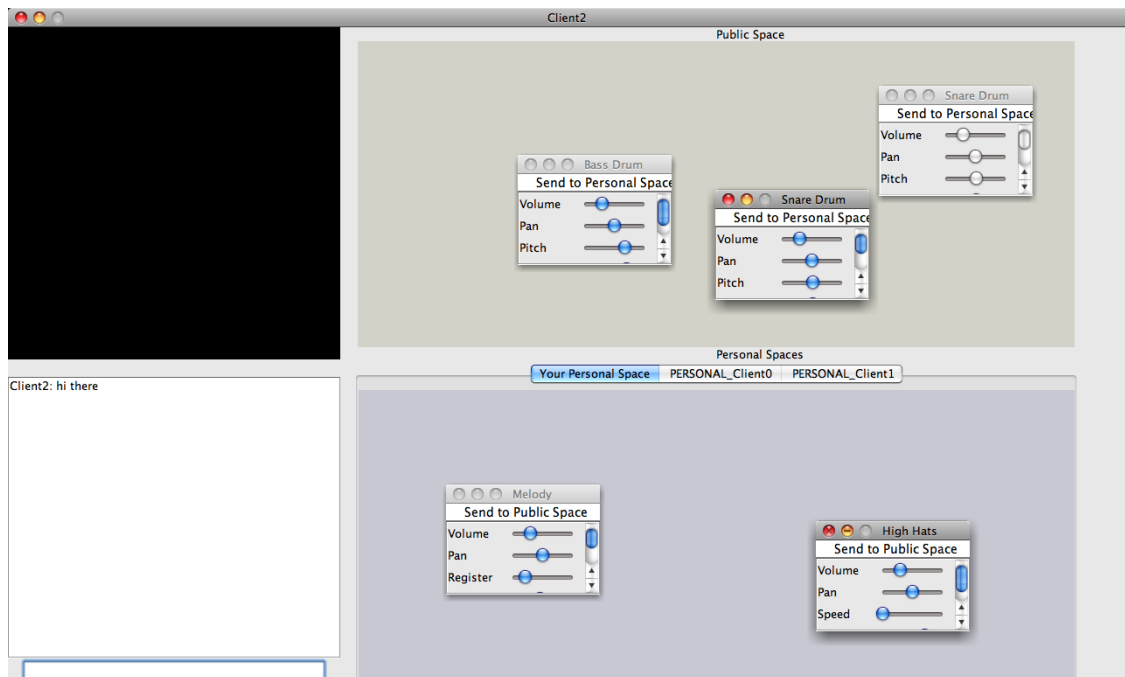 Client2
Public Space
Snare Drum
Send to Personal Space
Volume
Pan
Pitch
Bass Drum
Send to Personal Space
Volume
Pan
Pitch
Snare Drum
Send to Personal Space
Volume
Pan
Pitch
Personal Spaces
Your Personal Space PERSONAL_Client0 PERSONAL_Client1
Client2: hi there
Melody
Send to Public Space
Volume
Pan
Register
High Hats
Send to Public Space
Volume
Pan
Speed